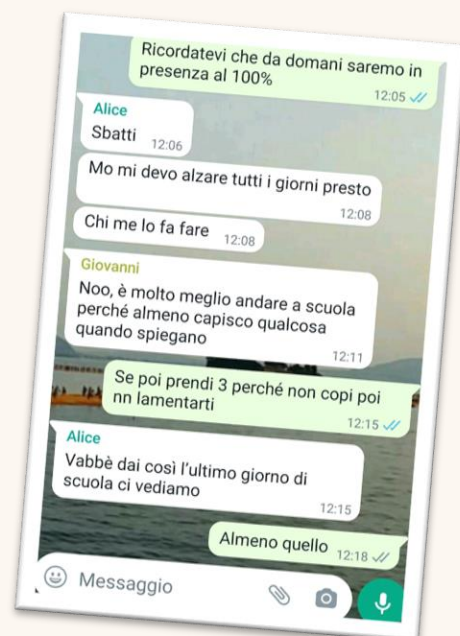 Ricordatevi che da domani saremo in
presenza al 100%
12:05
Alice
Sbatti 12:06
Mo mi devo alzare tutti i giorni presto
12:08
Chi me lo fa fare 12:08
Giovanni
Noo, è molto meglio andare a scuola
perché almeno capisco qualcosa
quando spiegano
12:11
Se poi prendi 3 perché non copi poi
nn lamentarti
12:15
Alice
Vabbè dai così l'ultimo giorno di
scuola ci vediamo
12:15
Almeno quello 12:18
Messaggio